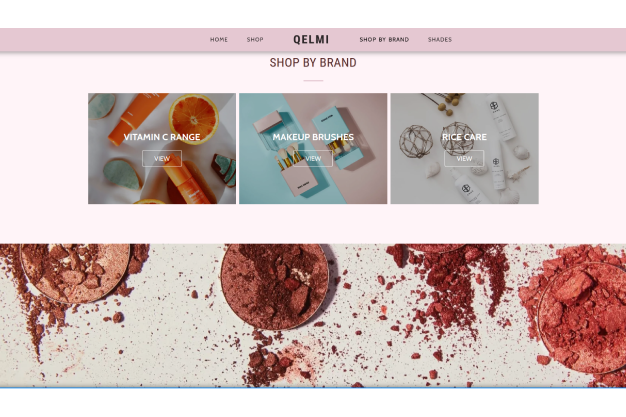 HOME SHOP QELMI SHOP BY BRAND SHADES
SHOP BY BRAND
VITAMIN C RANGE
VIEW
MAKEUP BRUSHES
VIEW
RICE CARE
VIEW